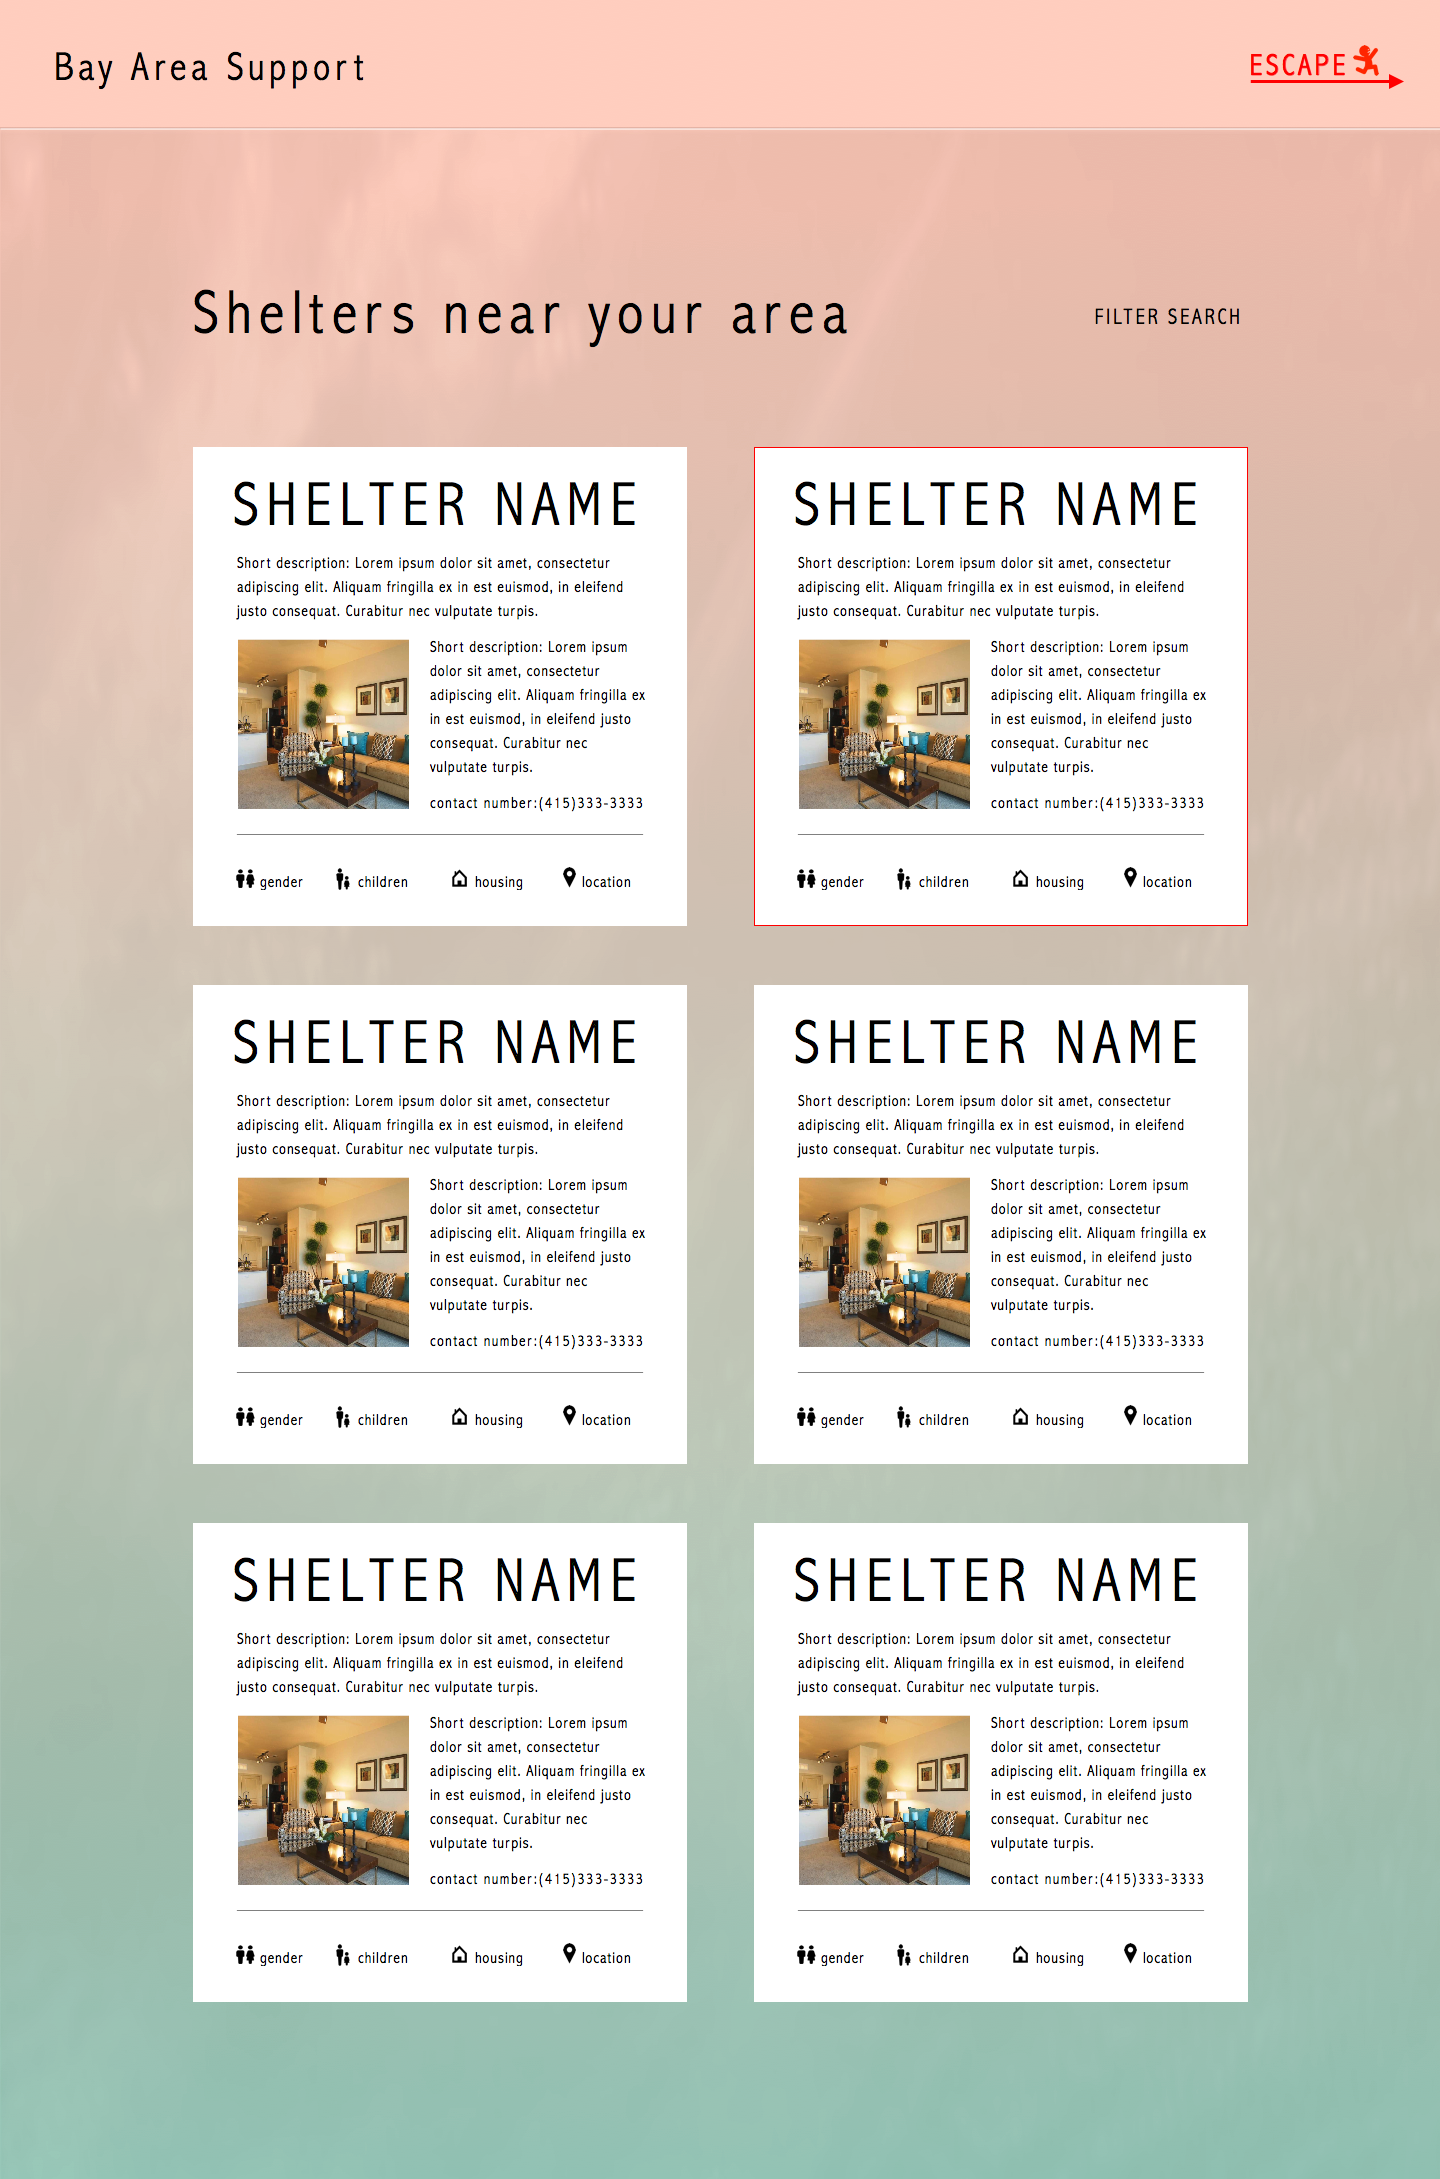 Bay Area Support
ESCAPE
Shelters near your area
FILTER SEARCH
SHELTER NAME
Short description: Lorem ipsum dolor sit amet, consectetur
adipiscing elit. Aliquam fringilla ex in est euismod, in eleifend
justo consequat. Curabitur nec vulputate turpis.
Short description: Lorem ipsum
dolor sit amet, consectetur
adipiscing elit. Aliquam fringilla ex
in est euismod, in eleifend justo
consequat. Curabitur nec
vulputate turpis.
contact number:(415)333-3333
gender children housing location
SHELTER NAME
Short description: Lorem ipsum dolor sit amet, consectetur
adipiscing elit. Aliquam fringilla ex in est euismod, in eleifend
justo consequat. Curabitur nec vulputate turpis.
Short description: Lorem ipsum
dolor sit amet, consectetur
adipiscing elit. Aliquam fringilla ex
in est euismod, in eleifend justo
consequat. Curabitur nec
vulputate turpis.
contact number:(415)333-3333
gender children housing location
SHELTER NAME
Short description: Lorem ipsum dolor sit amet, consectetur
adipiscing elit. Aliquam fringilla ex in est euismod, in eleifend
justo consequat. Curabitur nec vulputate turpis.
Short description: Lorem ipsum
dolor sit amet, consectetur
adipiscing elit. Aliquam fringilla ex
in est euismod, in eleifend justo
consequat. Curabitur nec
vulputate turpis.
contact number:(415)333-3333
gender children housing location
SHELTER NAME
Short description: Lorem ipsum dolor sit amet, consectetur
adipiscing elit. Aliquam fringilla ex in est euismod, in eleifend
justo consequat. Curabitur nec vulputate turpis.
Short description: Lorem ipsum
dolor sit amet, consectetur
adipiscing elit. Aliquam fringilla ex
in est euismod, in eleifend justo
consequat. Curabitur nec
vulputate turpis.
contact number:(415)333-3333
gender children housing location
SHELTER NAME
Short description: Lorem ipsum dolor sit amet, consectetur
adipiscing elit. Aliquam fringilla ex in est euismod, in eleifend
justo consequat. Curabitur nec vulputate turpis.
Short description: Lorem ipsum
dolor sit amet, consectetur
adipiscing elit. Aliquam fringilla ex
in est euismod, in eleifend justo
consequat. Curabitur nec
vulputate turpis.
contact number:(415)333-3333
gender children housing location
SHELTER NAME
Short description: Lorem ipsum dolor sit amet, consectetur
adipiscing elit. Aliquam fringilla ex in est euismod, in eleifend
justo consequat. Curabitur nec vulputate turpis.
Short description: Lorem ipsum
dolor sit amet, consectetur
adipiscing elit. Aliquam fringilla ex
in est euismod, in eleifend justo
consequat. Curabitur nec
vulputate turpis.
contact number:(415)333-3333
gender children housing location